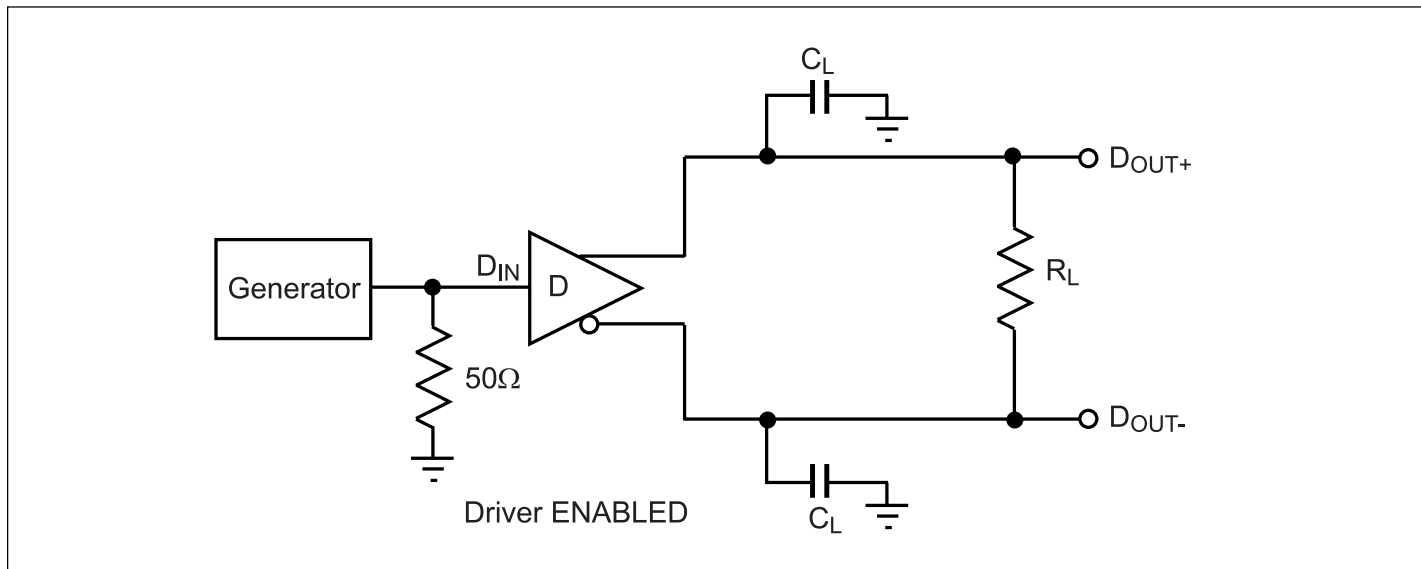 C_L
D_OUT+
Generator
D_IN
D
R_L
50Ω
D_OUT-
C_L
Driver ENABLED